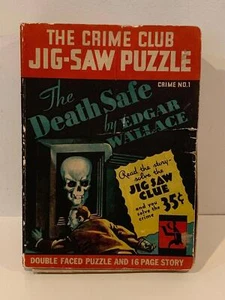 THE CRIME CLUB
JIG-SAW PUZZLE
CRIME NO.1
The
Death Safe
by EDGAR
WALLACE
Read the story-
solve the
JIG SAW
CLUE
and you
solve the
crime
35¢
DOUBLE FACED PUZZLE AND 16 PAGE STORY